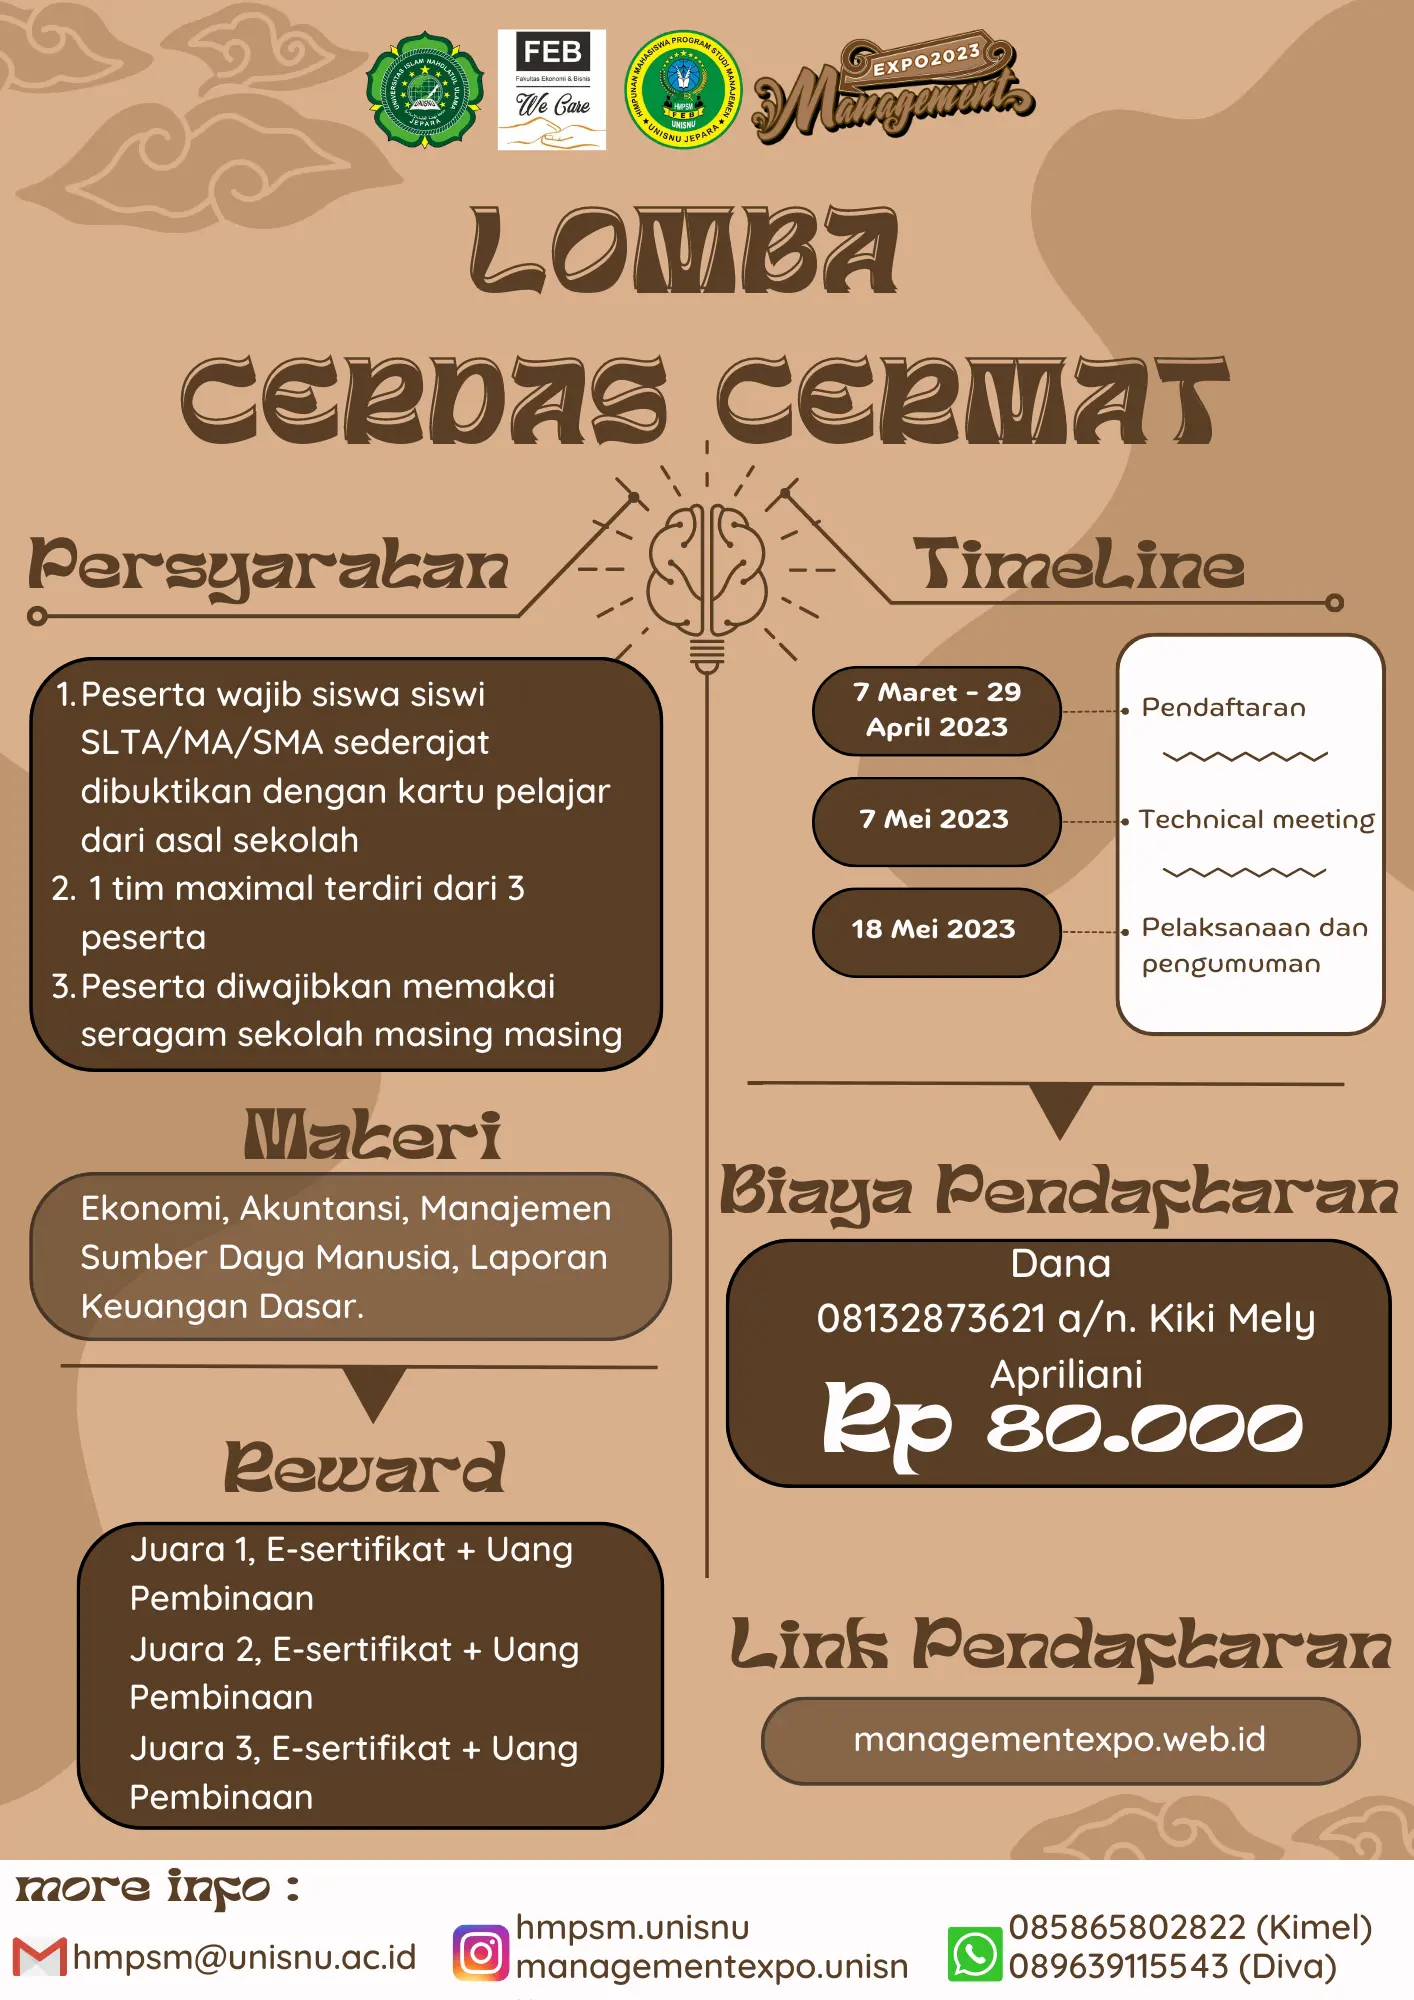 UNIVERSITAS ISLAM NAHDLATUL ULAMA
UNISNU
JEPARA
FEB
Fakultas Ekonomi & Bisnis
We Care
HIMPUNAN MAHASISWA PROGRAM STUDI MANAJEMEN
HMPSM
FEB
UNISNU
UNISNU JEPARA
EXPO2023
Management
LOMBA
CERDAS CERMAT
Persyaratan
1. Peserta wajib siswa siswi
SLTA/MA/SMA sederajat
dibuktikan dengan kartu pelajar
dari asal sekolah
2. 1 tim maximal terdiri dari 3
peserta
3. Peserta diwajibkan memakai
seragam sekolah masing masing
Materi
Ekonomi, Akuntansi, Manajemen
Sumber Daya Manusia, Laporan
Keuangan Dasar.
Reward
Juara 1, E-sertifikat + Uang
Pembinaan
Juara 2, E-sertifikat + Uang
Pembinaan
Juara 3, E-sertifikat + Uang
Pembinaan
TimeLine
7 Maret - 29
April 2023
Pendaftaran
7 Mei 2023
Technical meeting
18 Mei 2023
Pelaksanaan dan
pengumuman
Biaya Pendaftaran
Dana
08132873621 a/n. Kiki Mely
Apriliani
Rp 80.000
Link Pendaftaran
managementexpo.web.id
more info :
hmpsm@unisnu.ac.id
hmpsm.unisnu
managementexpo.unisn
085865802822 (Kimel)
089639115543 (Diva)